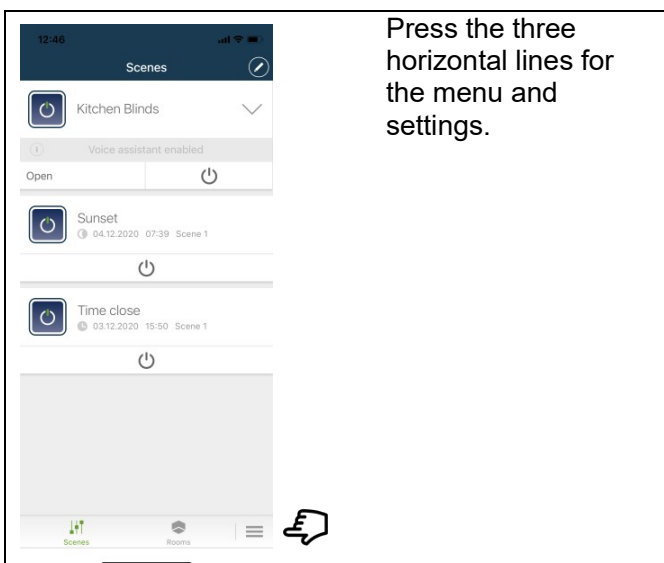 12:46
Scenes
Kitchen Blinds
Voice assistant enabled
Open
Sunset
04.12.2020 07:39 Scene 1
Time close
03.12.2020 15:50 Scene 1
Scenes
Rooms
Press the three
horizontal lines for
the menu and
settings.